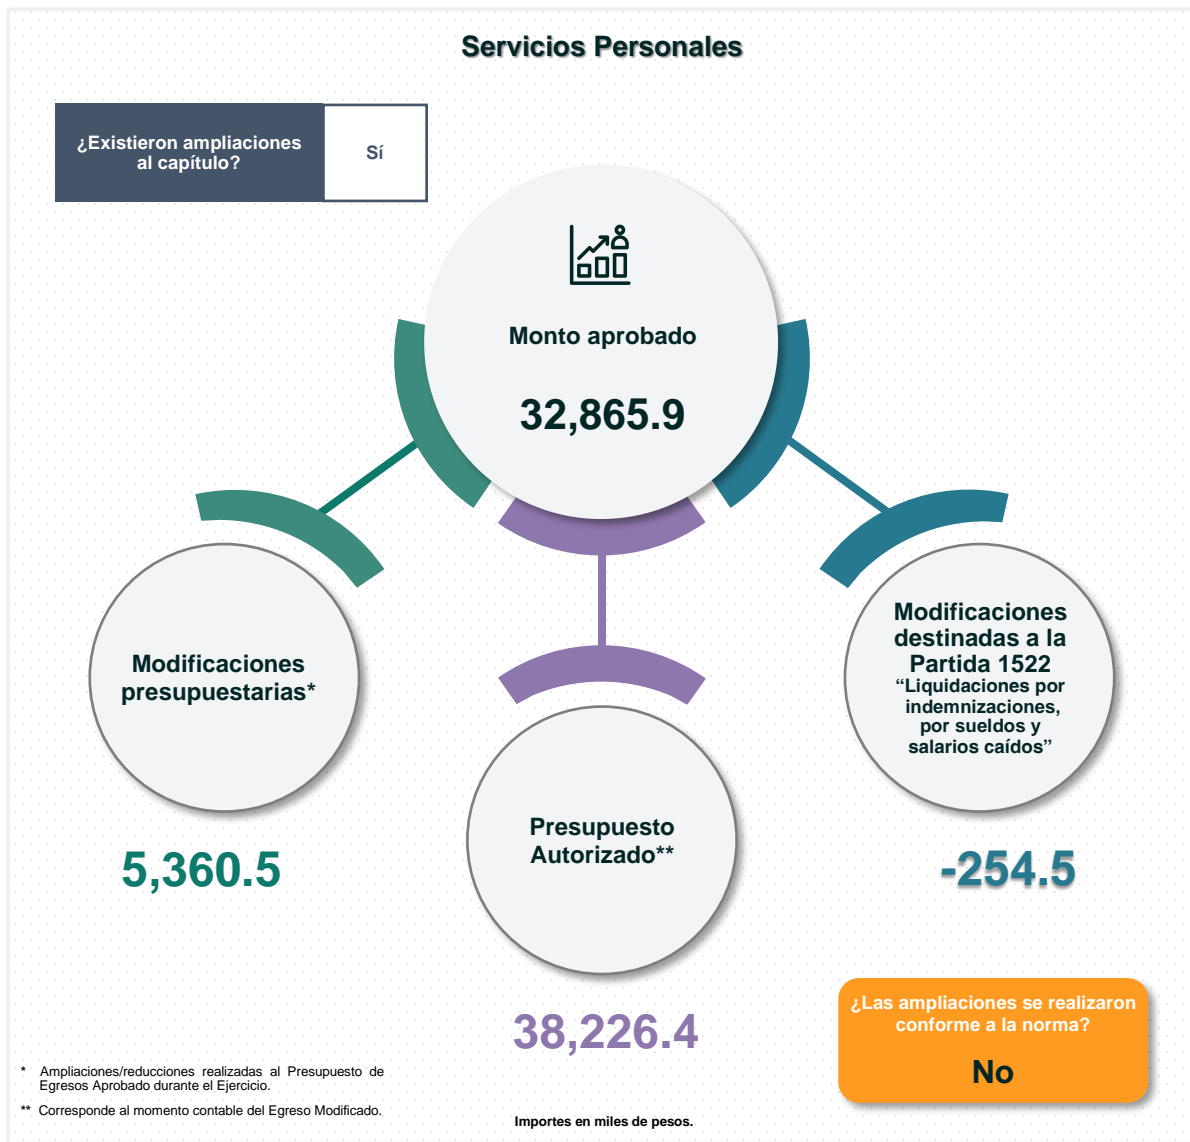 Servicios Personales
¿Existieron ampliaciones
al capítulo?
Sí
Monto aprobado
32,865.9
Modificaciones
presupuestarias*
5,360.5
Presupuesto
Autorizado**
38,226.4
Modificaciones
destinadas a la
Partida 1522
“Liquidaciones por
indemnizaciones,
por sueldos y
salarios caídos”
-254.5
¿Las ampliaciones se realizaron
conforme a la norma?
No
* Ampliaciones/reducciones realizadas al Presupuesto de
Egresos Aprobado durante el Ejercicio.
** Corresponde al momento contable del Egreso Modificado.
Importes en miles de pesos.